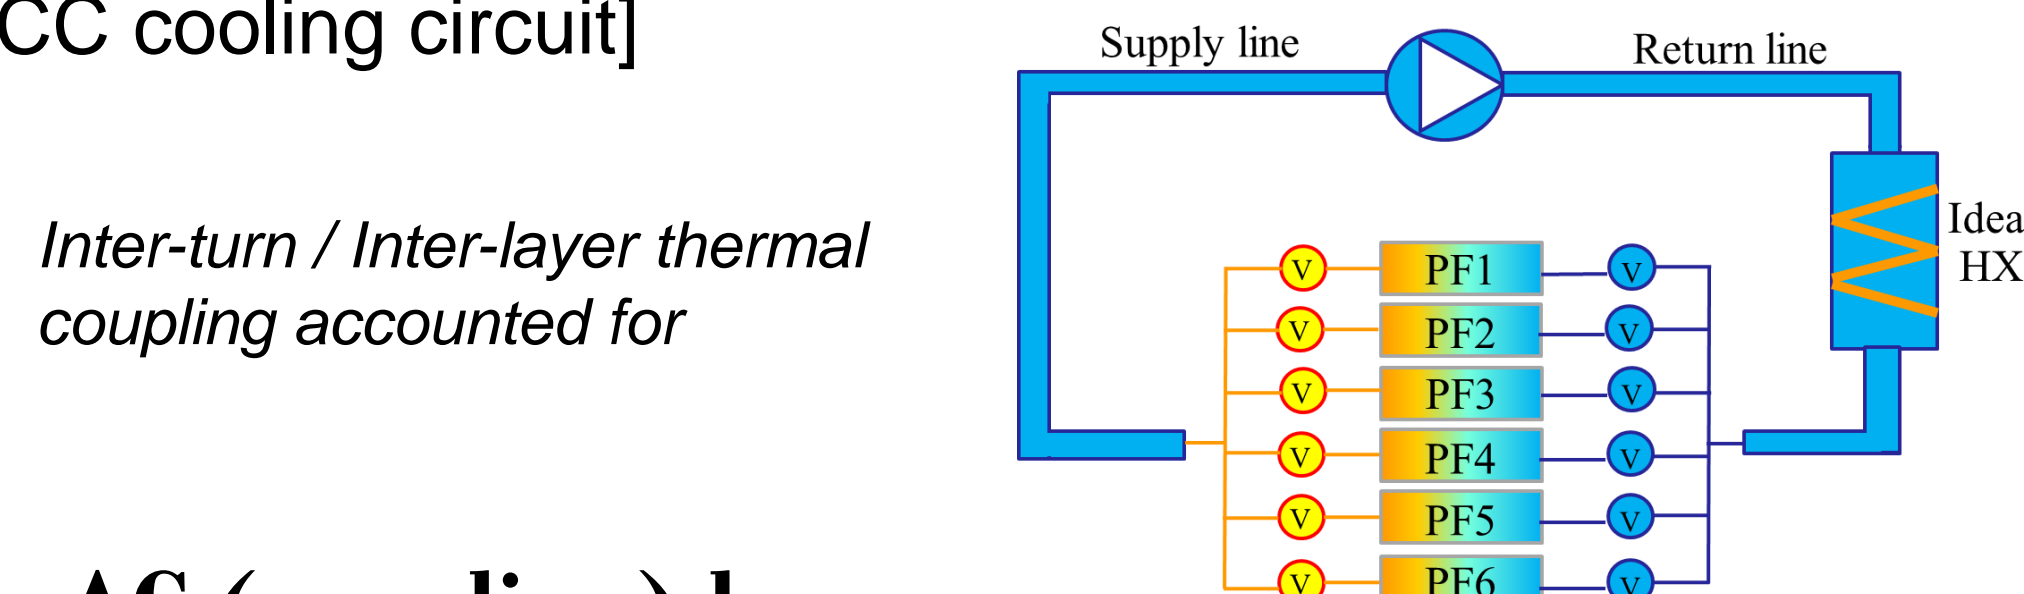 CC cooling circuit]
Inter-turn / Inter-layer thermal
coupling accounted for
Supply line
Return line
Idea
HX
V PF1 V
V PF2 V
V PF3 V
V PF4 V
V PF5 V
V PF6 V